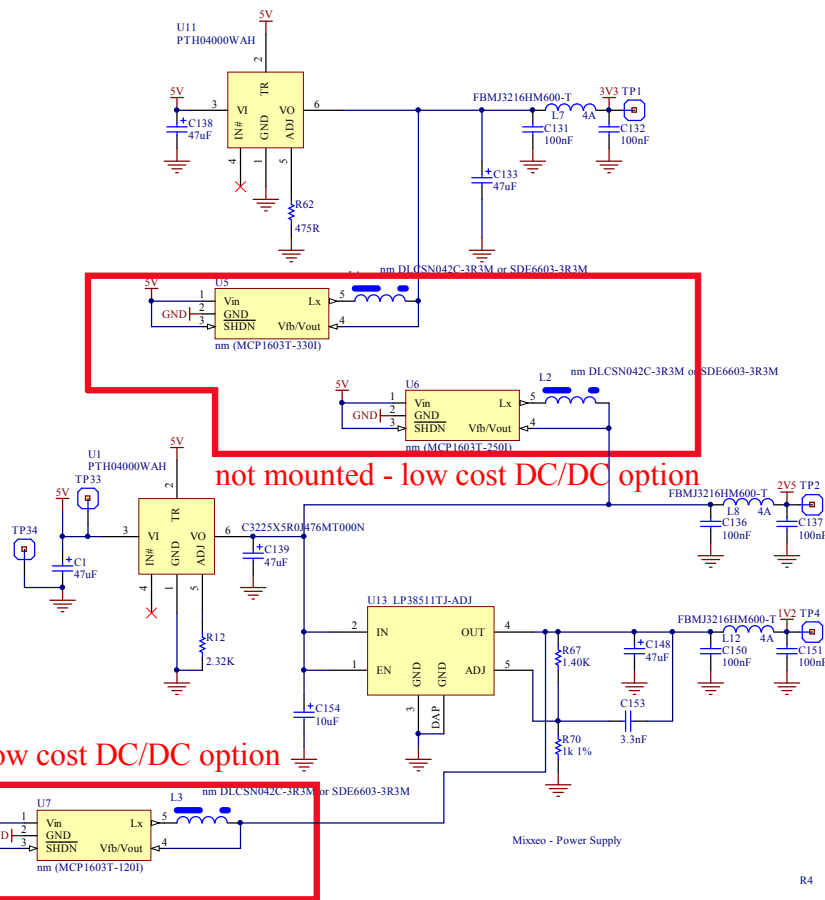 5V
U11
PTH04000WAH
2
TR
5V
3
VI
VO
6
C138
47uF
IN#
GND
ADJ
4
1
5
R62
475R
FBMJ3216HM600-T
3V3 TP1
L7
4A
C131
100nF
C132
100nF
C133
47uF
nm DLCSN042C-3R3M or SDE6603-3R3M
5V
U5
1
Vin
Lx
5
GND
2
GND
3
SHDN
Vfb/Vout
4
nm (MCP1603T-330I)
nm DLCSN042C-3R3M or SDE6603-3R3M
L2
5V
U6
1
Vin
Lx
5
GND
2
GND
3
SHDN
Vfb/Vout
4
nm (MCP1603T-250I)
not mounted - low cost DC/DC option
U1
PTH04000WAH
5V
TP33
5V
TP34
2
TR
3
VI
VO
6
IN#
GND
ADJ
4
1
5
C1
47uF
R12
2.32K
C3225X5R0J476MT000N
C139
47uF
FBMJ3216HM600-T
2V5 TP2
L8
4A
C136
100nF
C137
100nF
U13 LP38511TJ-ADJ
2
IN
OUT
4
1
EN
ADJ
5
GND
GND
3
DAP
C154
10uF
R67
1.40K
R70
1k 1%
C148
47uF
C153
3.3nF
FBMJ3216HM600-T
1V2 TP4
L12
4A
C150
100nF
C151
100nF
ow cost DC/DC option
nm DLCSN042C-3R3M or SDE6603-3R3M
L3
U7
1
Vin
Lx
5
D
2
GND
3
SHDN
Vfb/Vout
4
nm (MCP1603T-120I)
Mixxeo - Power Supply
R4